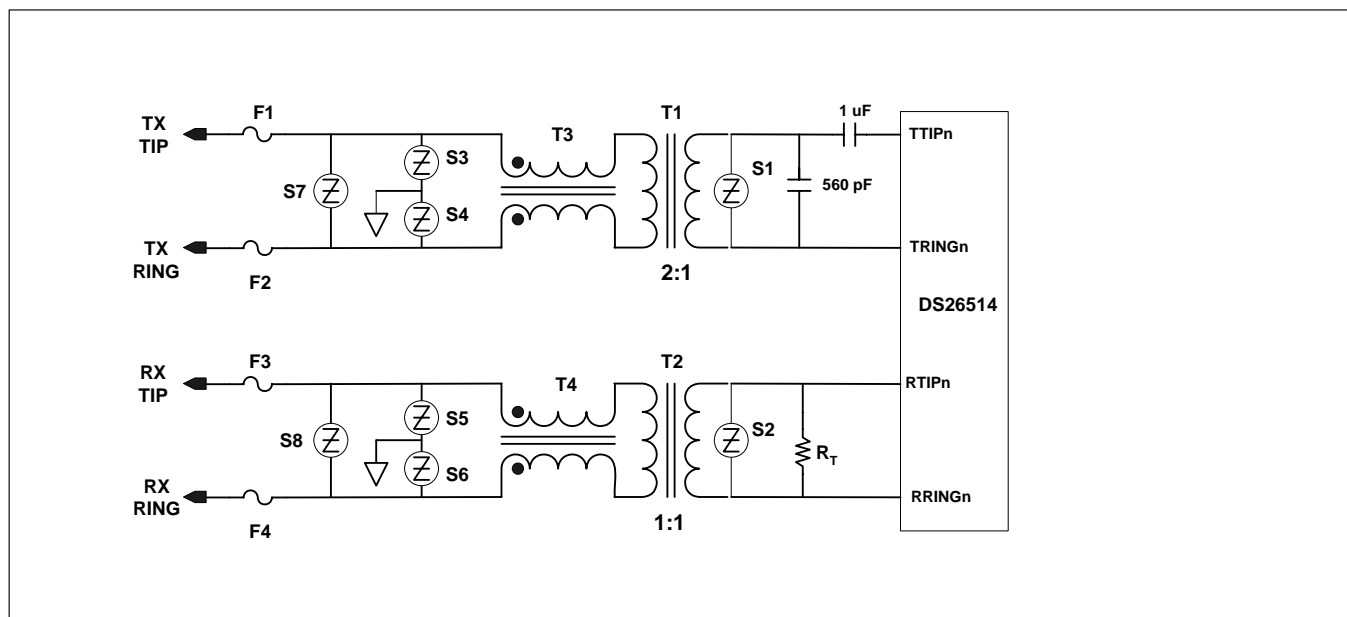 F1
TX
TIP
T3
T1
1 uF
TTIPn
S3
S7
S1
560 pF
S4
TX
RING
F2
2:1
TRINGn
DS26514
F3
RX
TIP
T4
T2
RTIPn
S5
S8
S2
RT
S6
RX
RING
F4
1:1
RRINGn